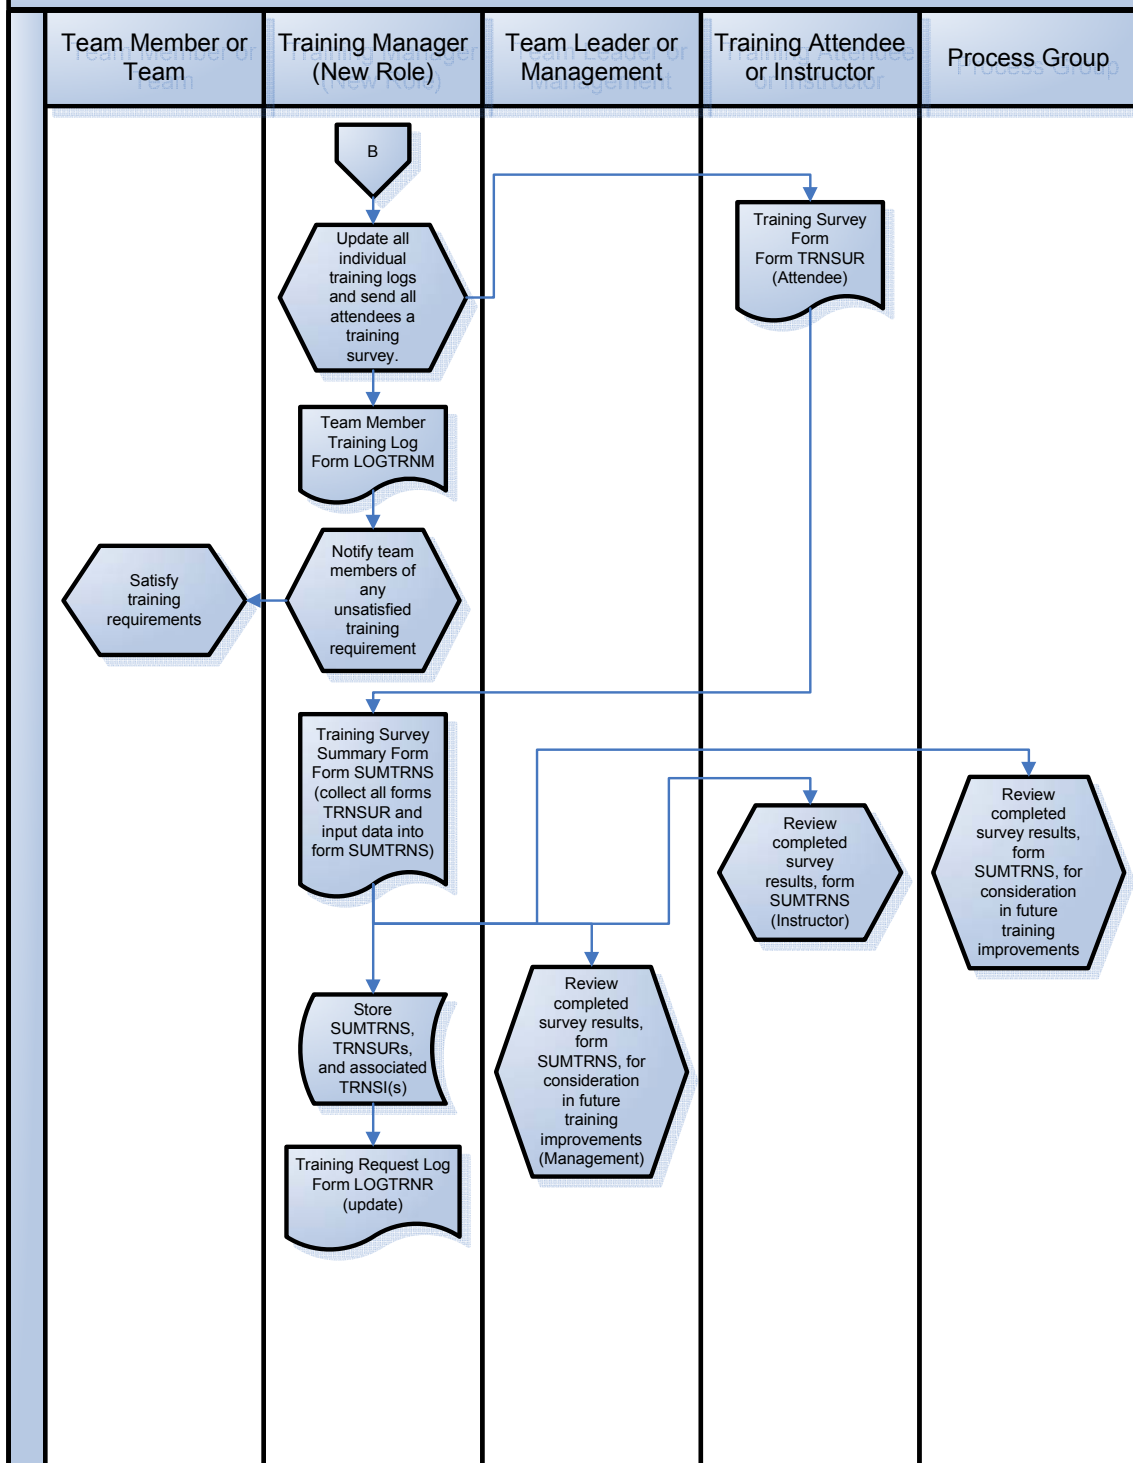 Team Member or
Team
Training Manager
(New Role)
Team Leader or
Management
Training Attendee
or Instructor
Process Group
B
Update all
individual
training logs
and send all
attendees a
training
survey.
Training Survey
Form
Form TRNSUR
(Attendee)
Team Member
Training Log
Form LOGTRNM
Satisfy
training
requirements
Notify team
members of
any
unsatisfied
training
requirement
Training Survey
Summary Form
Form SUMTRNS
(collect all forms
TRNSUR and
input data into
form SUMTRNS)
Review
completed
survey
results, form
SUMTRNS
(Instructor)
Review
completed
survey results,
form
SUMTRNS, for
consideration
in future
training
improvements
Store
SUMTRNS,
TRNSURs,
and associated
TRNSI(s)
Review
completed
survey results,
form
SUMTRNS, for
consideration
in future
training
improvements
(Management)
Training Request Log
Form LOGTRNR
(update)